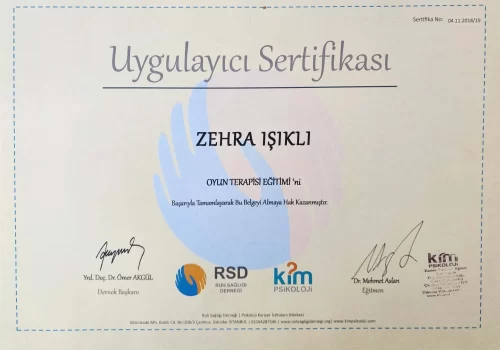 Sertifika No: 04.11.2018/19
Uygulayıcı Sertifikası
ZEHRA IŞIKLI
OYUN TERAPİSİ EĞİTİMİ 'ni
Başarıyla Tamamlayarak Bu Belgeyi Almaya Hak Kazanmıştır.
Yrd. Doç. Dr. Ömer AKGÜL
Dernek Başkanı
RSD
RUH SAĞLIĞI
DERNEĞİ
kim
PSİKOLOJİ
Dr. Mehmet Aslan
Eğitmen
kim
PSİKOLOJİ